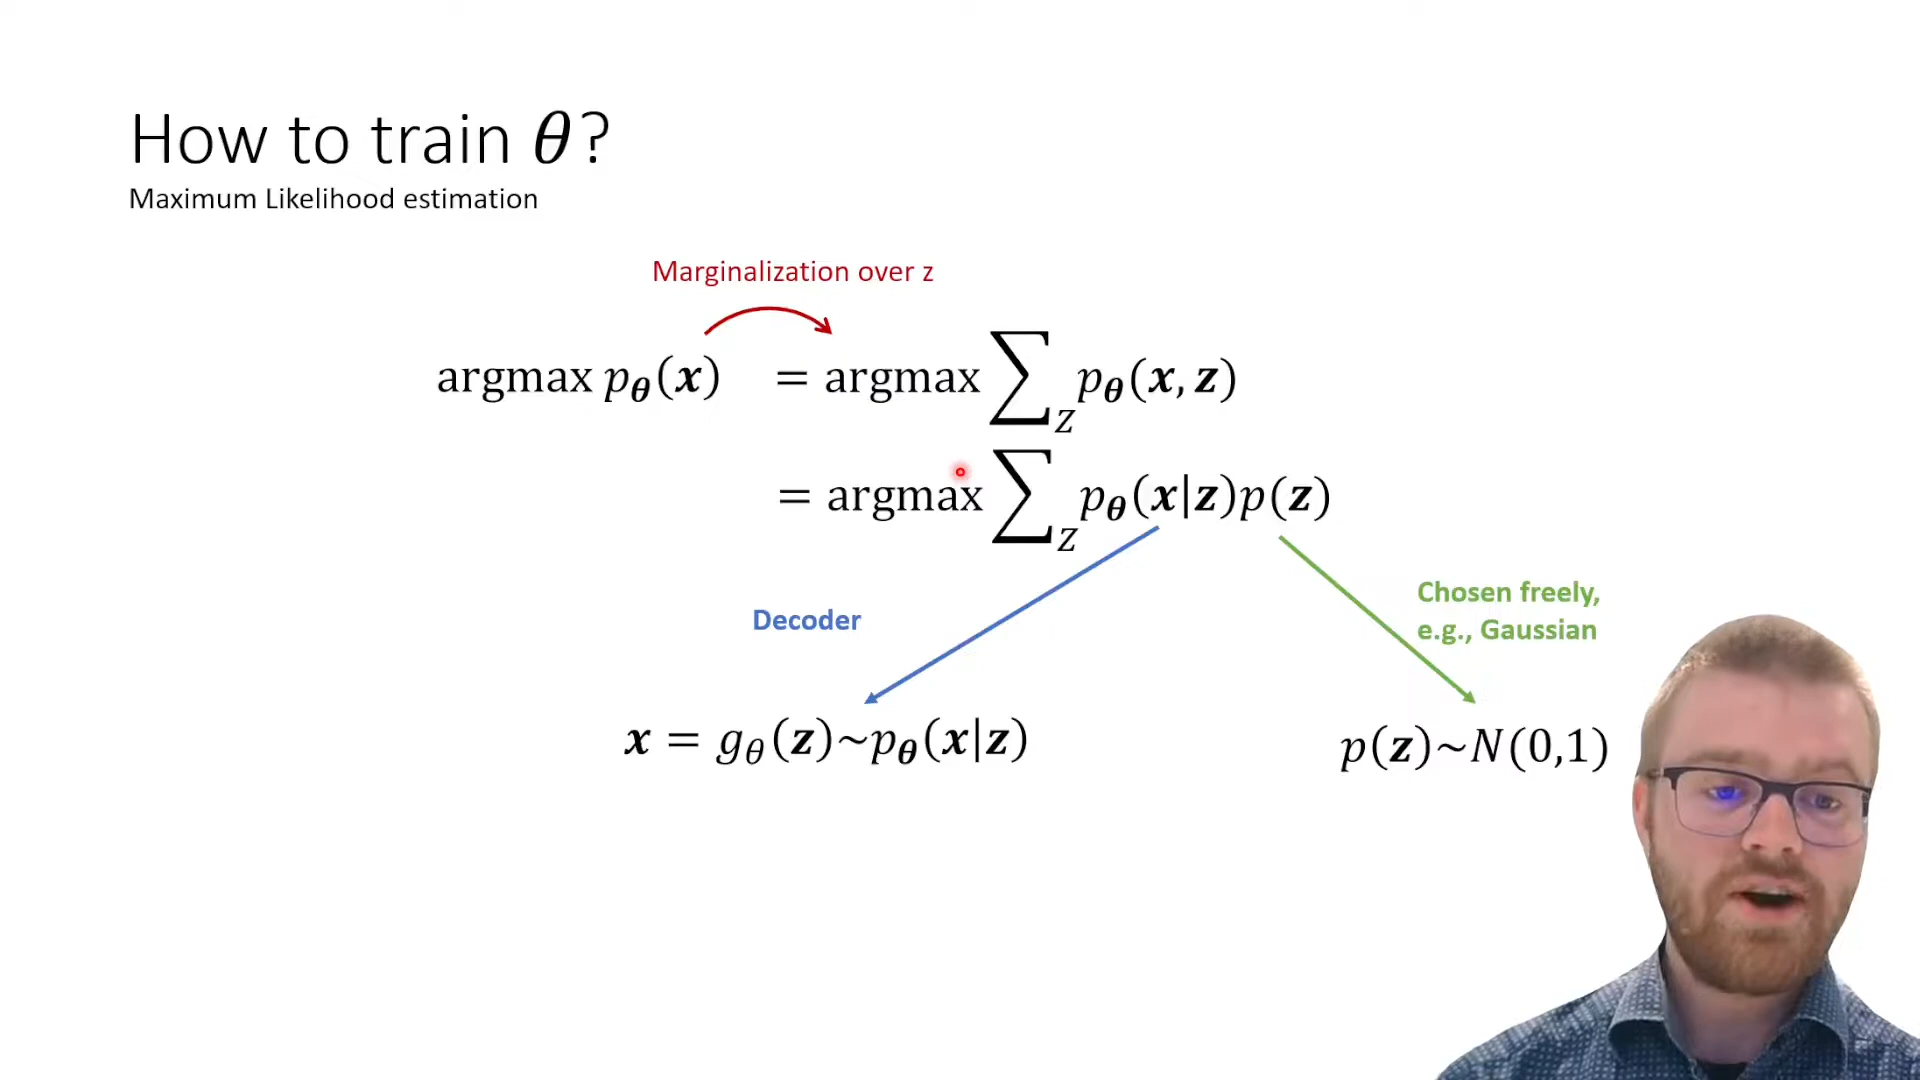 How to train θ?
Maximum Likelihood estimation
Marginalization over z
argmax p_θ(x) = argmax ∑_Z p_θ(x, z)
= argmax ∑_Z p_θ(x|z)p(z)
Decoder
Chosen freely,
e.g., Gaussian
x = g_θ(z)~p_θ(x|z)
p(z)~N(0,1)